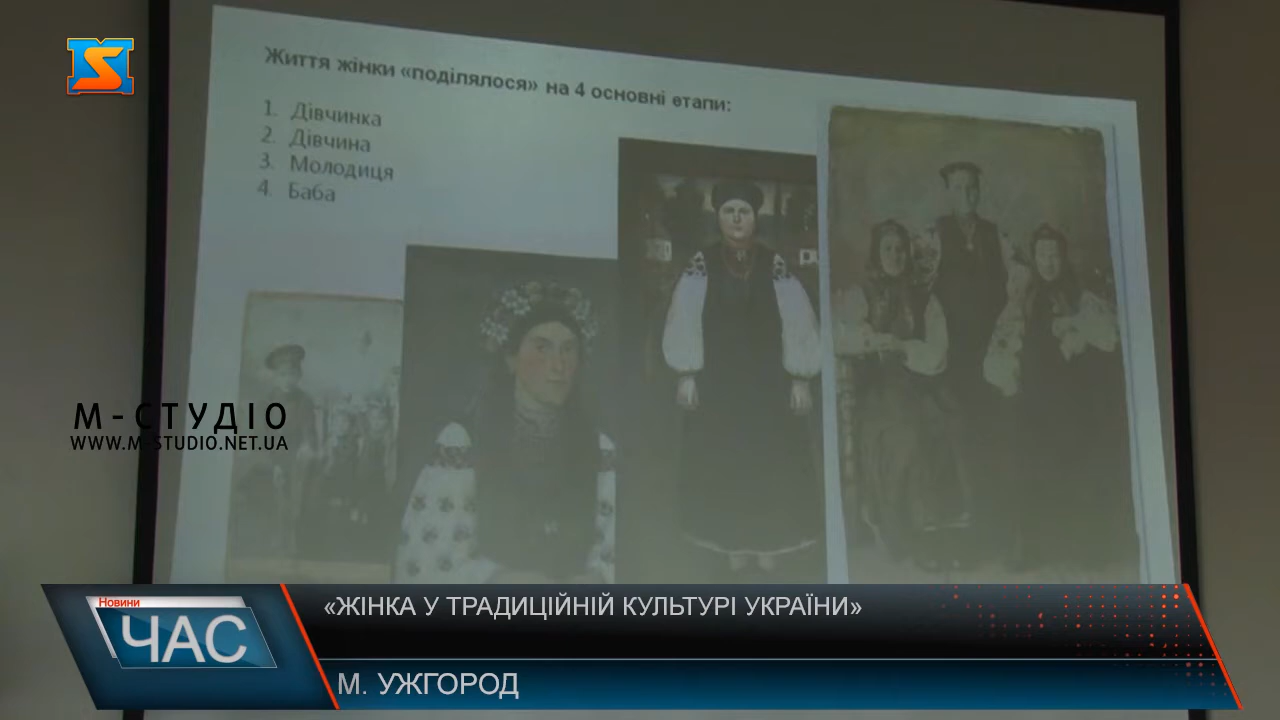 Життя жінки «поділялося» на 4 основні етапи:
1. Дівчинка
2. Дівчина
3. Молодиця
4. Баба
М-СТУДІО
WWW.M-STUDIO.NET.UA
Новини
ЧАС
«ЖІНКА У ТРАДИЦІЙНІЙ КУЛЬТУРІ УКРАЇНИ»
М. УЖГОРОД